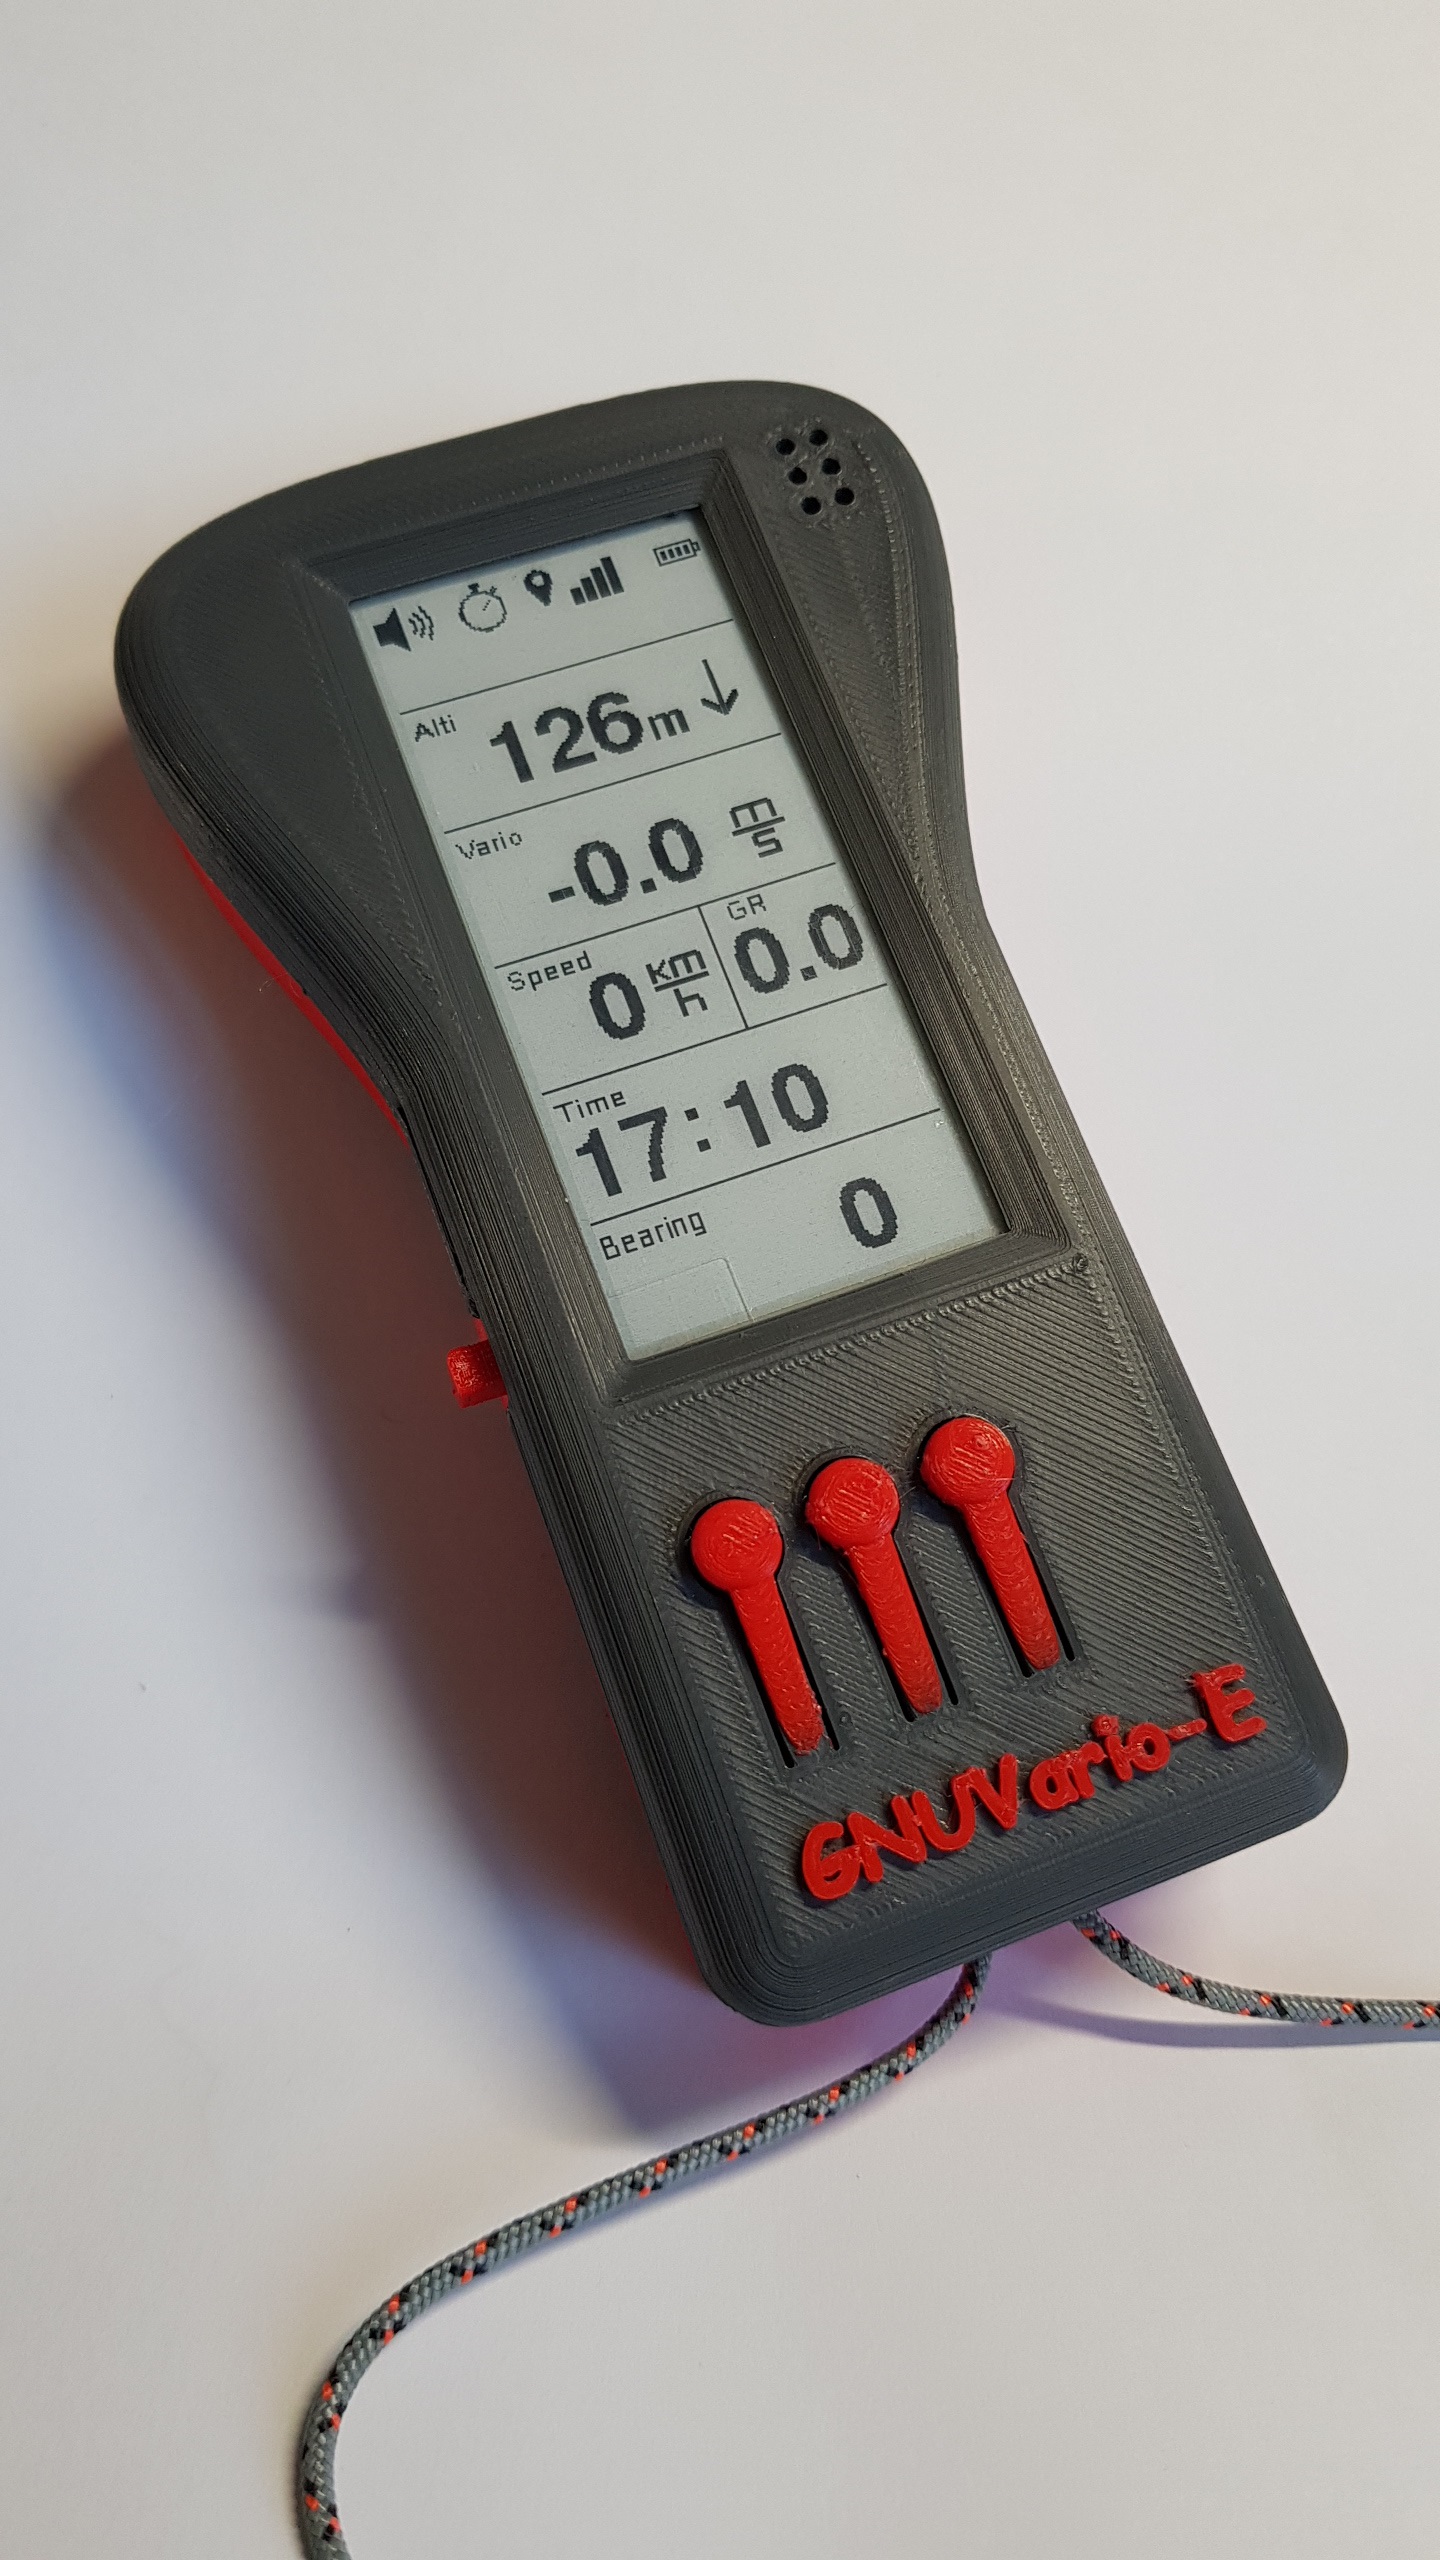 Alti 126m
Vario -0.0 m/s
Speed 0 km/h GR 0.0
Time
17:10
Bearing 0
GNUVario-E